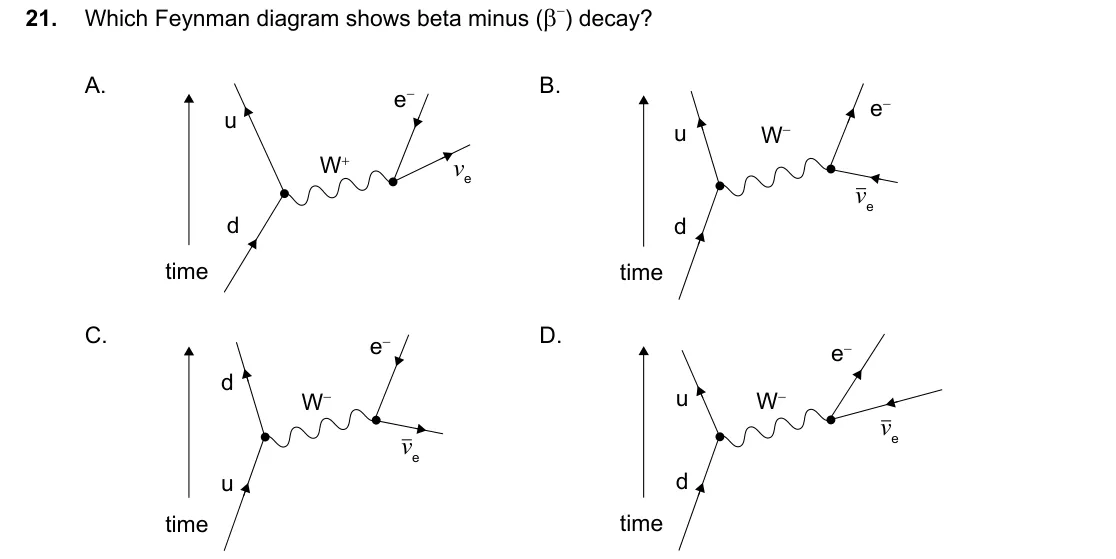 21. Which Feynman diagram shows beta minus (β⁻) decay?
A.
u
d
W⁺
e⁻
νₑ
time
B.
u
d
W⁻
e⁻
ν̅ₑ
time
C.
d
u
W⁻
e⁻
ν̅ₑ
time
D.
u
d
W⁻
e⁻
ν̅ₑ
time